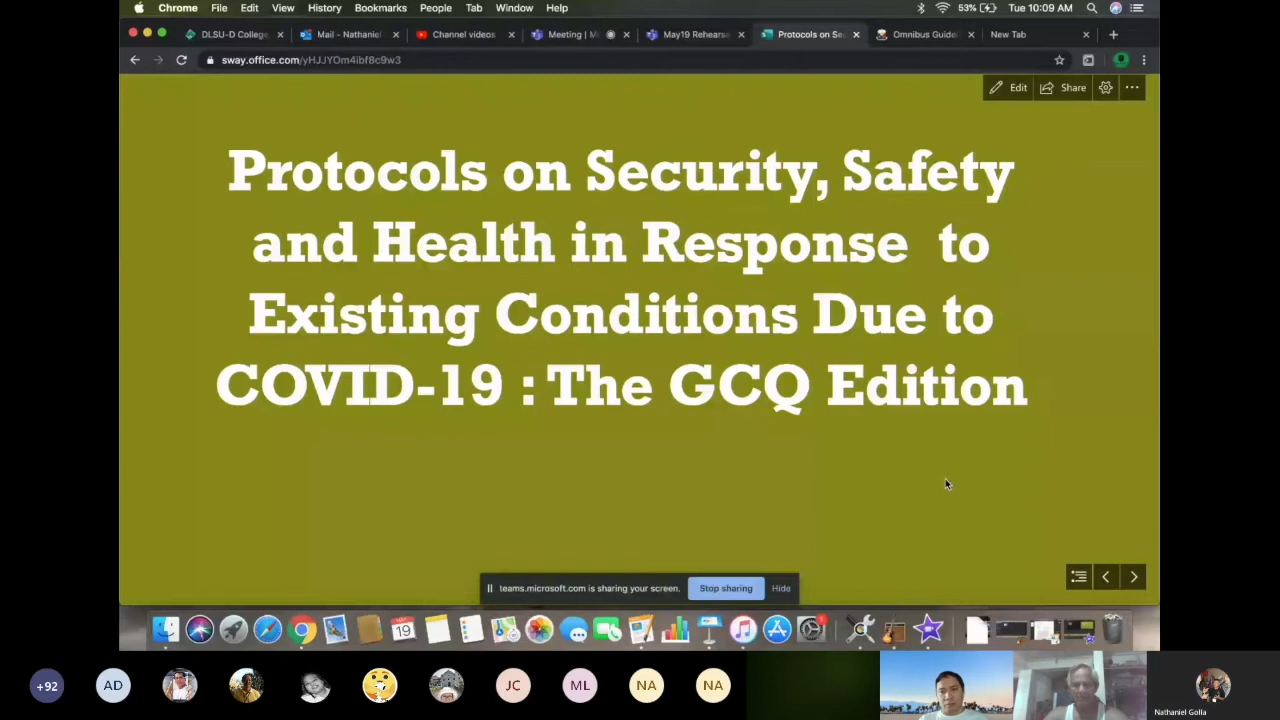 Chrome File Edit View History Bookmarks People Tab Window Help 53% Tue 10:09 AM
DLSU-D College, Mail - Nathaniel Channel videos Meeting | M May19 Rehears Protocols on Sec Omnibus Guide New Tab
sway.office.com/yHJJYOm4ibf8c9w3
Edit Share
Protocols on Security, Safety
and Health in Response to
Existing Conditions Due to
COVID-19 : The GCQ Edition
teams.microsoft.com is sharing your screen. Stop sharing Hide
19
+92 AD JC ML NA NA
Nathaniel Golla